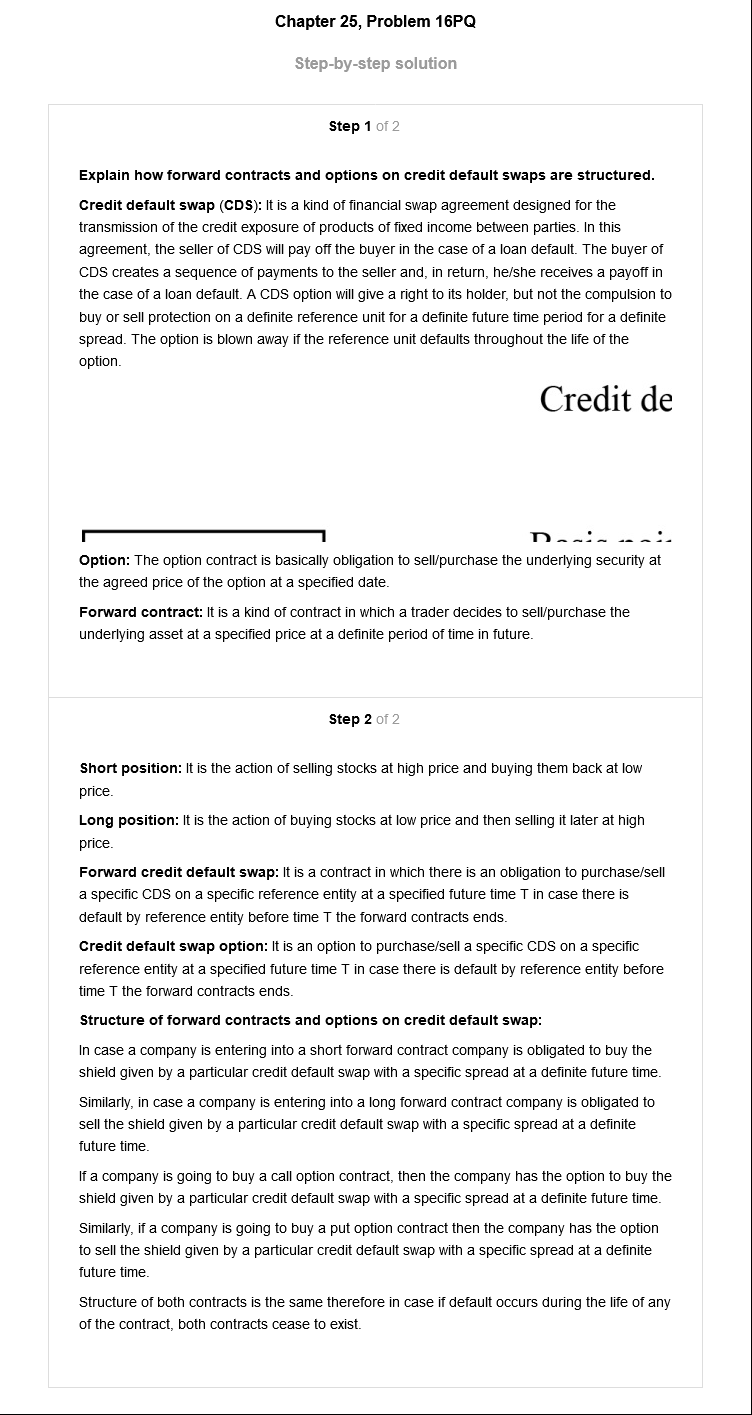 Chapter 25, Problem 16PQ
Step-by-step solution
Step 1 of 2
Explain how forward contracts and options on credit default swaps are structured.
Credit default swap (CDS): It is a kind of financial swap agreement designed for the
transmission of the credit exposure of products of fixed income between parties. In this
agreement, the seller of CDS will pay off the buyer in the case of a loan default. The buyer of
CDS creates a sequence of payments to the seller and, in return, he/she receives a payoff in
the case of a loan default. A CDS option will give a right to its holder, but not the compulsion to
buy or sell protection on a definite reference unit for a definite future time period for a definite
spread. The option is blown away if the reference unit defaults throughout the life of the
option.
Credit de
Option: The option contract is basically obligation to sell/purchase the underlying security at
the agreed price of the option at a specified date.
Forward contract: It is a kind of contract in which a trader decides to sell/purchase the
underlying asset at a specified price at a definite period of time in future.
Step 2 of 2
Short position: It is the action of selling stocks at high price and buying them back at low
price.
Long position: It is the action of buying stocks at low price and then selling it later at high
price.
Forward credit default swap: It is a contract in which there is an obligation to purchase/sell
a specific CDS on a specific reference entity at a specified future time T in case there is
default by reference entity before time T the forward contracts ends.
Credit default swap option: It is an option to purchase/sell a specific CDS on a specific
reference entity at a specified future time T in case there is default by reference entity before
time T the forward contracts ends.
Structure of forward contracts and options on credit default swap:
In case a company is entering into a short forward contract company is obligated to buy the
shield given by a particular credit default swap with a specific spread at a definite future time.
Similarly, in case a company is entering into a long forward contract company is obligated to
sell the shield given by a particular credit default swap with a specific spread at a definite
future time.
If a company is going to buy a call option contract, then the company has the option to buy the
shield given by a particular credit default swap with a specific spread at a definite future time.
Similarly, if a company is going to buy a put option contract then the company has the option
to sell the shield given by a particular credit default swap with a specific spread at a definite
future time.
Structure of both contracts is the same therefore in case if default occurs during the life of any
of the contract, both contracts cease to exist.